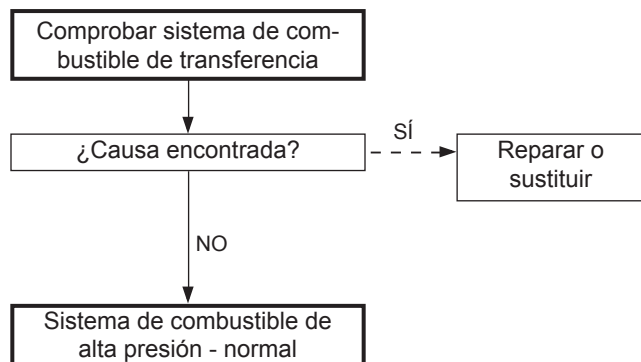 Comprobar sistema de com-
bustible de transferencia
¿Causa encontrada?
SÍ
Reparar o
sustituir
NO
Sistema de combustible de
alta presión - normal